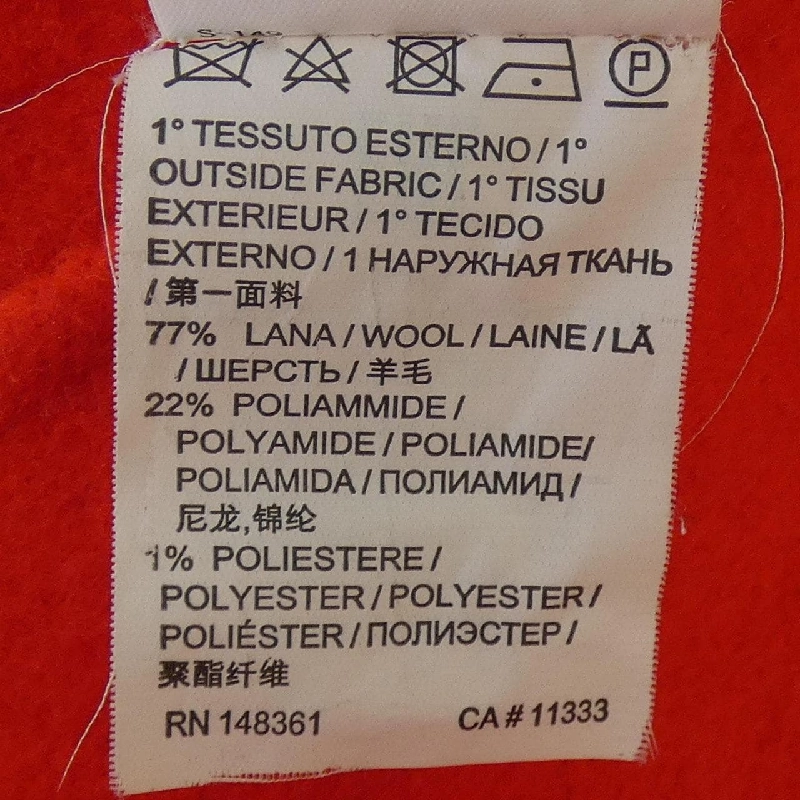 1° TESSUTO ESTERNO / 1°
OUTSIDE FABRIC / 1° TISSU
EXTERIEUR / 1° TECIDO
EXTERNO / 1 НАРУЖНАЯ ТКАНЬ
/ 第一面料
77% LANA / WOOL / LAINE / LÃ
/ ШЕРСТЬ / 羊毛
22% POLIAMMIDE /
POLYAMIDE / POLIAMIDE/
POLIAMIDA / ПОЛИАМИД /
尼龙,锦纶
1% POLIESTERE /
POLYESTER / POLYESTER /
POLIÉSTER / ПОЛИЭСТЕР /
聚酯纤维
RN 148361 CA # 11333